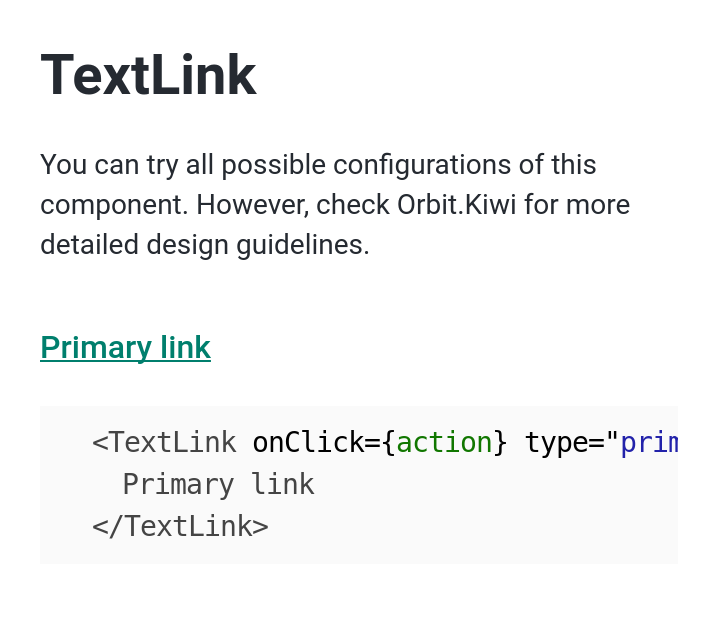 TextLink
You can try all possible configurations of this
component. However, check Orbit.Kiwi for more
detailed design guidelines.
Primary link
<TextLink onClick={action} type="prim
Primary link
</TextLink>